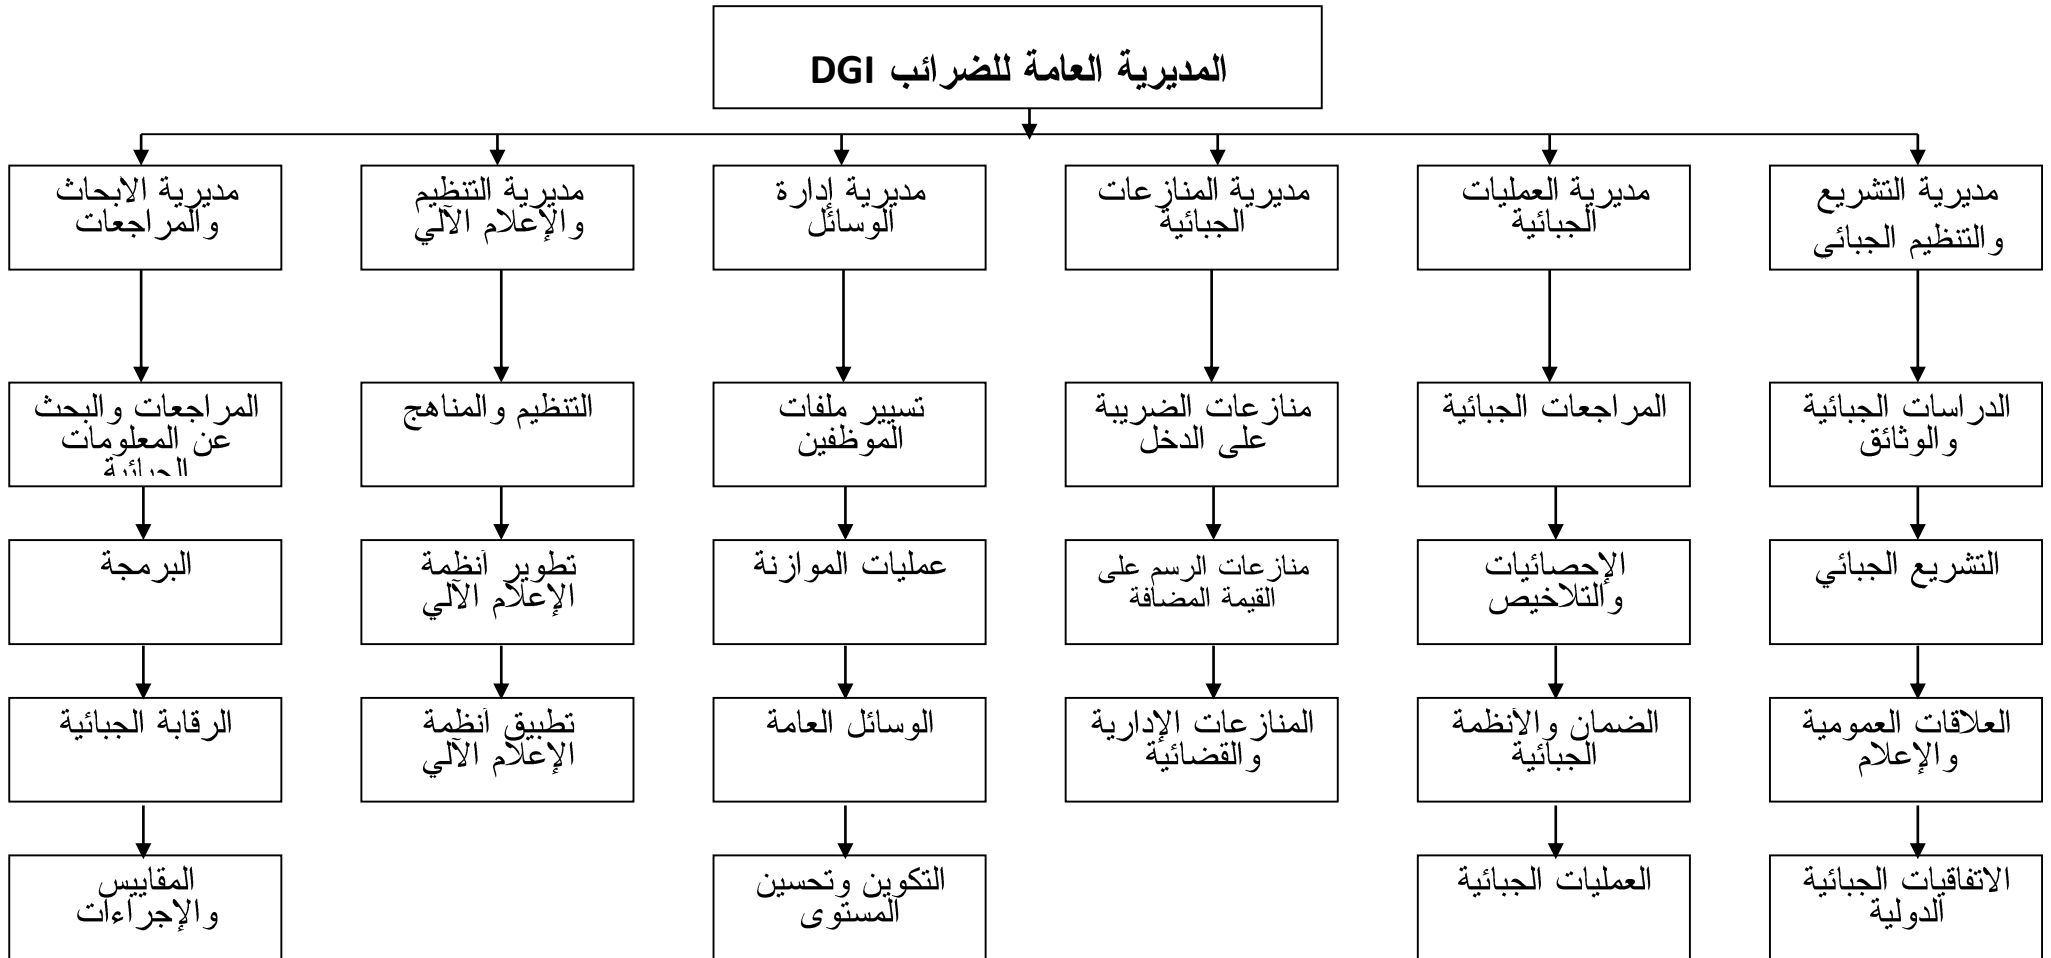 المديرية العامة للضرائب DGI
مديرية التشريع
والتنظيم الجبائي
مديرية العمليات
الجبائية
مديرية المنازعات
الجبائية
مديرية إدارة
الوسائل
مديرية التنظيم
والإعلام الآلي
مديرية الابحاث
والمراجعات
الدراسات الجبائية
والوثائق
المراجعات الجبائية
منازعات الضريبة
على الدخل
تسيير ملفات
الموظفين
التنظيم والمناهج
المراجعات والبحث
عن المعلومات
الجبائية
التشريع الجبائي
الإحصائيات
والتلاخيص
منازعات الرسم على
القيمة المضافة
عمليات الموازنة
تطوير أنظمة
الإعلام الآلي
البرمجة
العلاقات العمومية
والإعلام
الضمان والأنظمة
الجبائية
المنازعات الإدارية
والقضائية
الوسائل العامة
تطبيق أنظمة
الإعلام الآلي
الرقابة الجبائية
الاتفاقيات الجبائية
الدولية
العمليات الجبائية
التكوين وتحسين
المستوى
المقاييس
والإجراءات